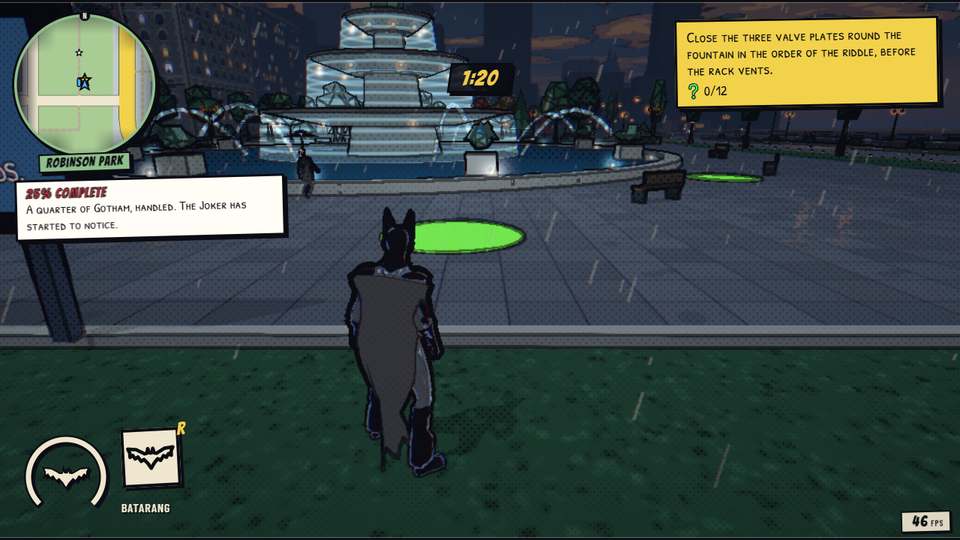 N
1:20
CLOSE THE THREE VALVE PLATES ROUND THE
FOUNTAIN IN THE ORDER OF THE RIDDLE, BEFORE
THE RACK VENTS.
? 0/12
ROBINSON PARK
25% COMPLETE
A QUARTER OF GOTHAM, HANDLED. THE JOKER HAS
STARTED TO NOTICE.
R
BATARANG
46 FPS